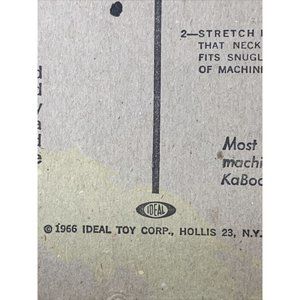 2—STRETCH
THAT NECK
FITS SNUGL
OF MACHINE
Most
machi
KaBoo
IDEAL
© 1966 IDEAL TOY CORP., HOLLIS 23, N.Y.